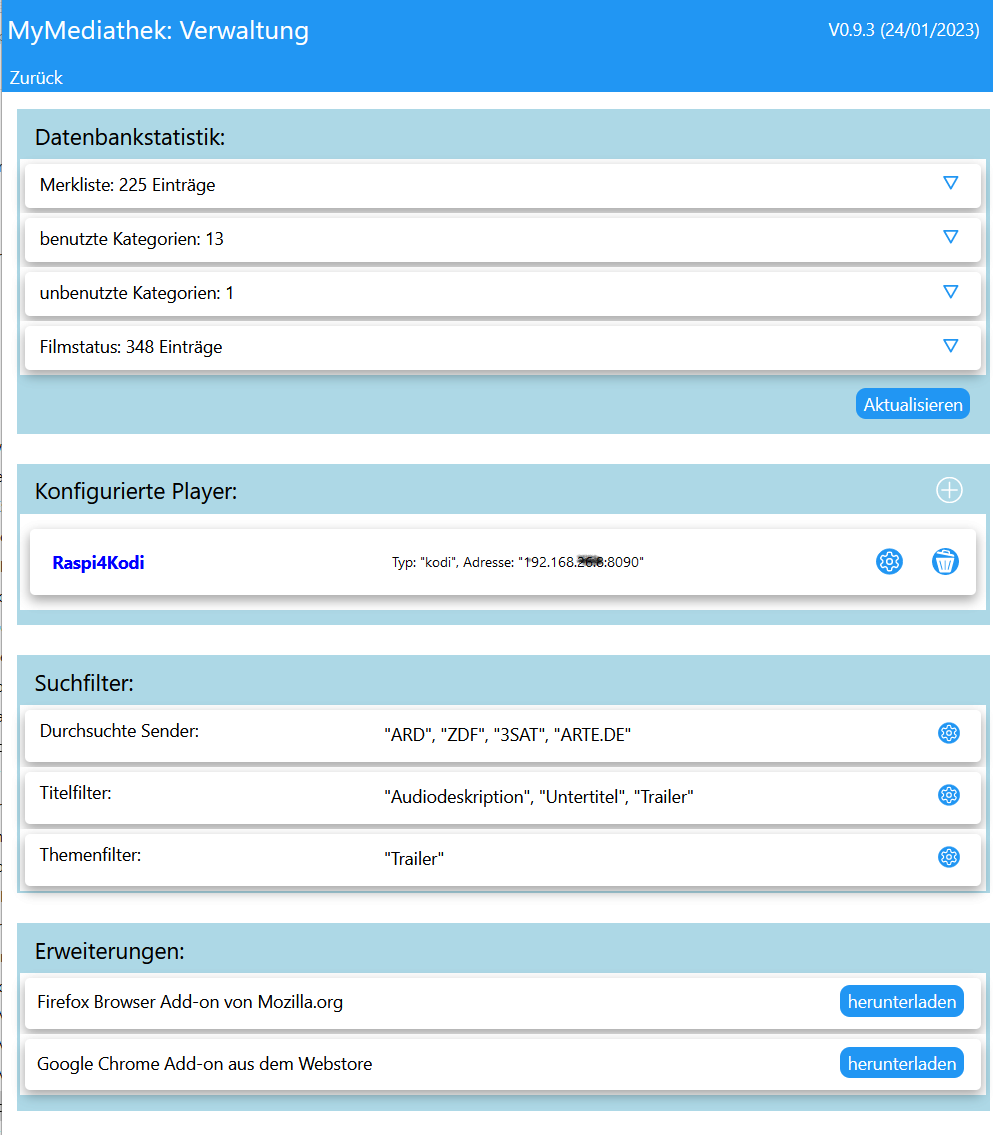 MyMediathek: Verwaltung
V0.9.3 (24/01/2023)
Zurück
Datenbankstatistik:
Merkliste: 225 Einträge
benutzte Kategorien: 13
unbenutzte Kategorien: 1
Filmstatus: 348 Einträge
Aktualisieren
Konfigurierte Player:
Raspi4Kodi Typ: "kodi", Adresse: "192.168. :8090"
Suchfilter:
Durchsuchte Sender: "ARD", "ZDF", "3SAT", "ARTE.DE"
Titelfilter: "Audiodeskription", "Untertitel", "Trailer"
Themenfilter: "Trailer"
Erweiterungen:
Firefox Browser Add-on von Mozilla.org herunterladen
Google Chrome Add-on aus dem Webstore herunterladen